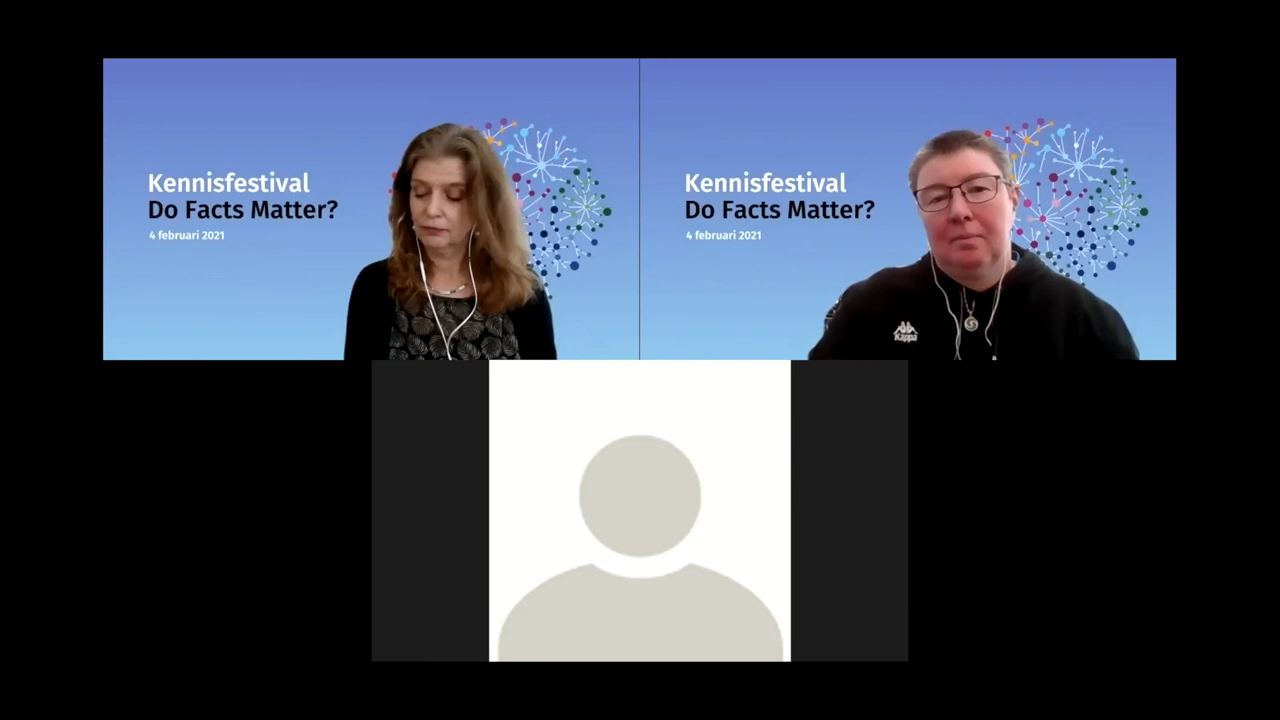 Kennisfestival
Do Facts Matter?
4 februari 2021
Kennisfestival
Do Facts Matter?
4 februari 2021
Kappa